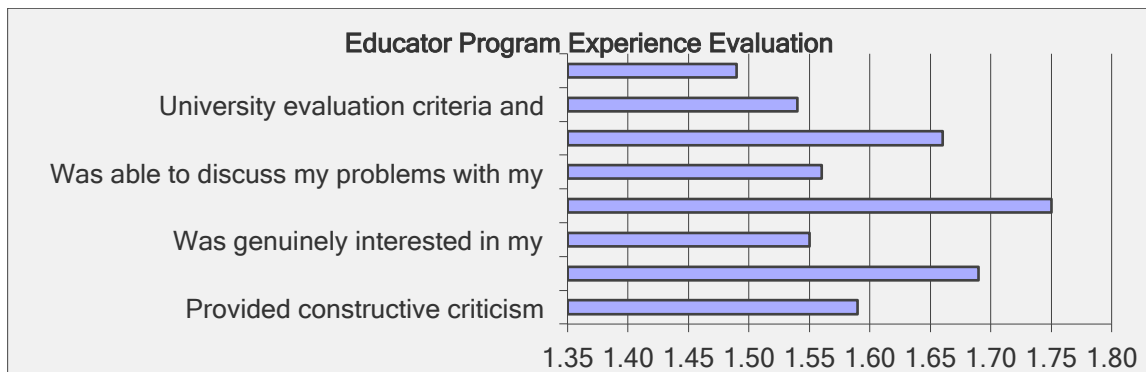 Educator Program Experience Evaluation
University evaluation criteria and
Was able to discuss my problems with my
Was genuinely interested in my
Provided constructive criticism
1.35 1.40 1.45 1.50 1.55 1.60 1.65 1.70 1.75 1.80